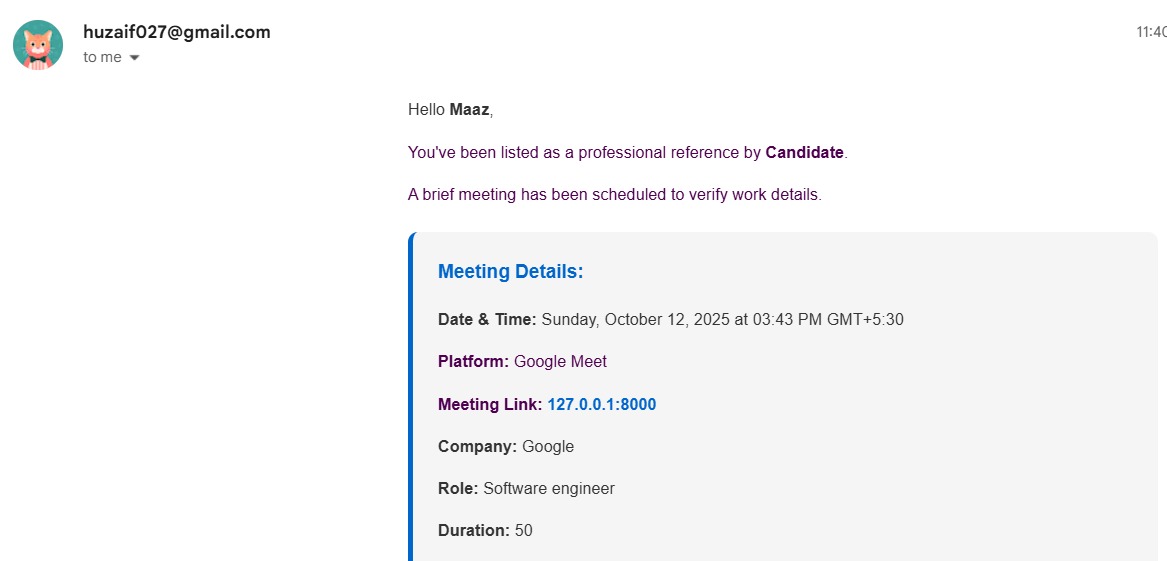 huzaif027@gmail.com
to me
11:40
Hello Maaz,
You've been listed as a professional reference by Candidate.
A brief meeting has been scheduled to verify work details.
Meeting Details:
Date & Time: Sunday, October 12, 2025 at 03:43 PM GMT+5:30
Platform: Google Meet
Meeting Link: 127.0.0.1:8000
Company: Google
Role: Software engineer
Duration: 50